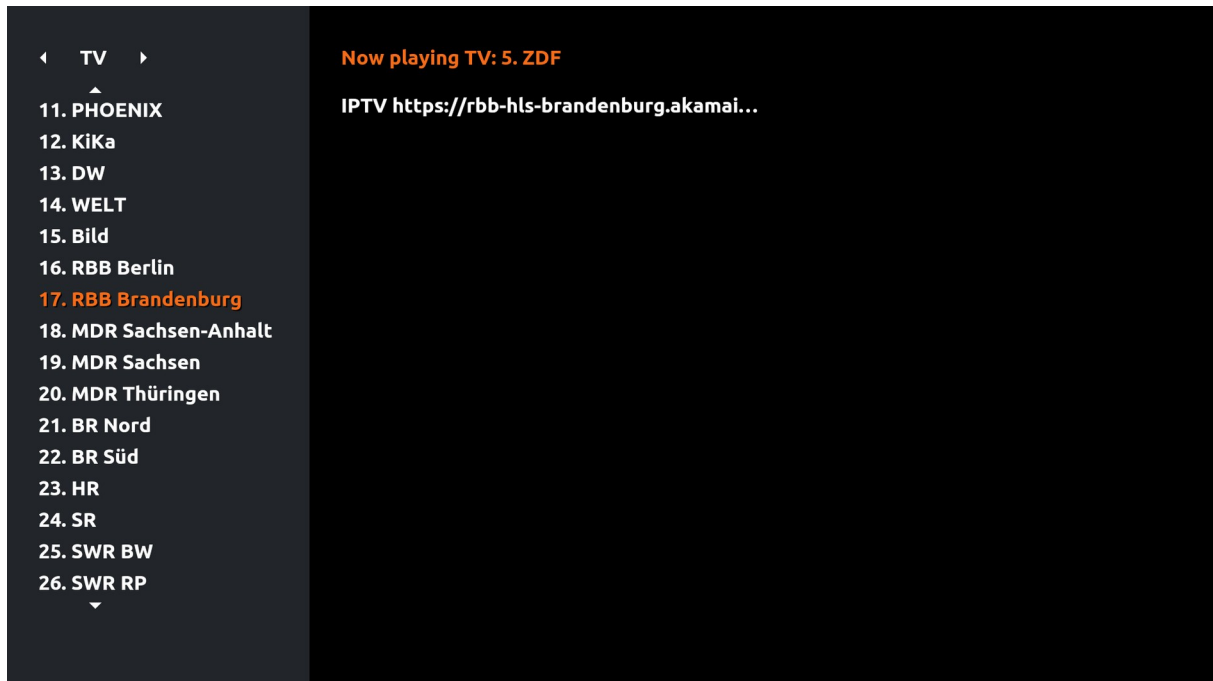 TV
11. PHOENIX
12. KiKa
13. DW
14. WELT
15. Bild
16. RBB Berlin
17. RBB Brandenburg
18. MDR Sachsen-Anhalt
19. MDR Sachsen
20. MDR Thüringen
21. BR Nord
22. BR Süd
23. HR
24. SR
25. SWR BW
26. SWR RP
Now playing TV: 5. ZDF
IPTV https://rbb-hls-brandenburg.akamai…